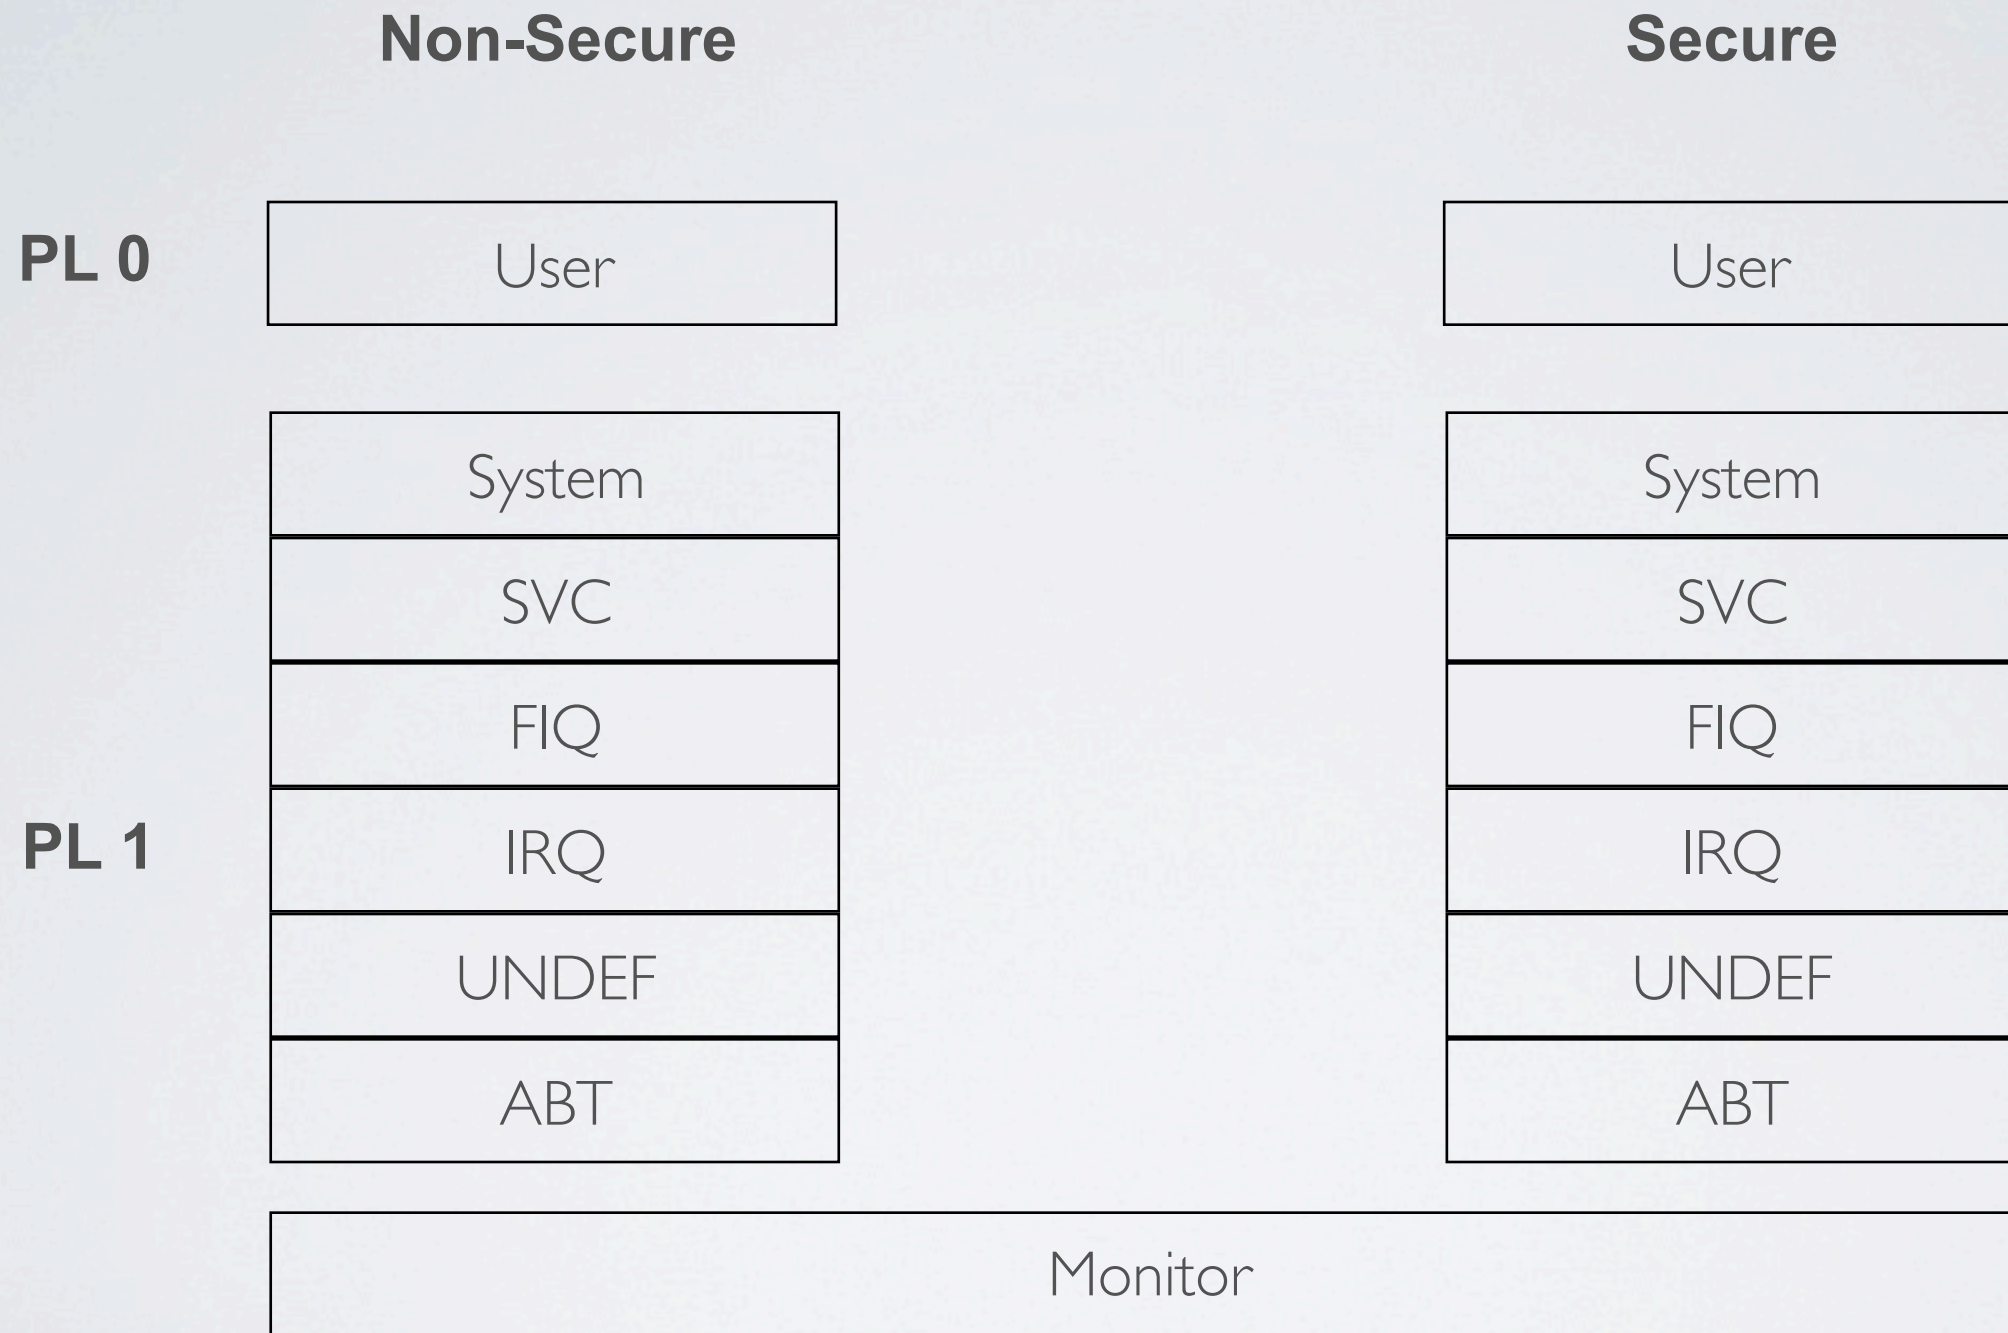 Non-Secure Secure
PL 0 User User
System System
SVC SVC
FIQ FIQ
PL 1 IRQ IRQ
UNDEF UNDEF
ABT ABT
Monitor